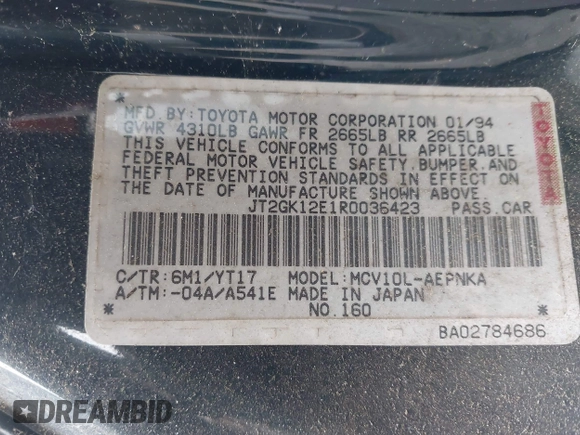 MFD.BY:TOYOTA MOTOR CORPORATION 01/94
GVWR 4310LB GAWR FR 2665LB RR 2665LB
THIS VEHICLE CONFORMS TO ALL APPLICABLE
FEDERAL MOTOR VEHICLE SAFETY,BUMPER,AND
THEFT PREVENTION STANDARDS IN EFFECT ON
THE DATE OF MANUFACTURE SHOWN ABOVE
JT2GK12E1R0036423 PASS.CAR
C/TR:6M1/YT17 MODEL:MCV10L-AEPNKA
A/TM:-04A/A541E MADE IN JAPAN
NO.160
BA02784686
TOYOTA
DREAMBID